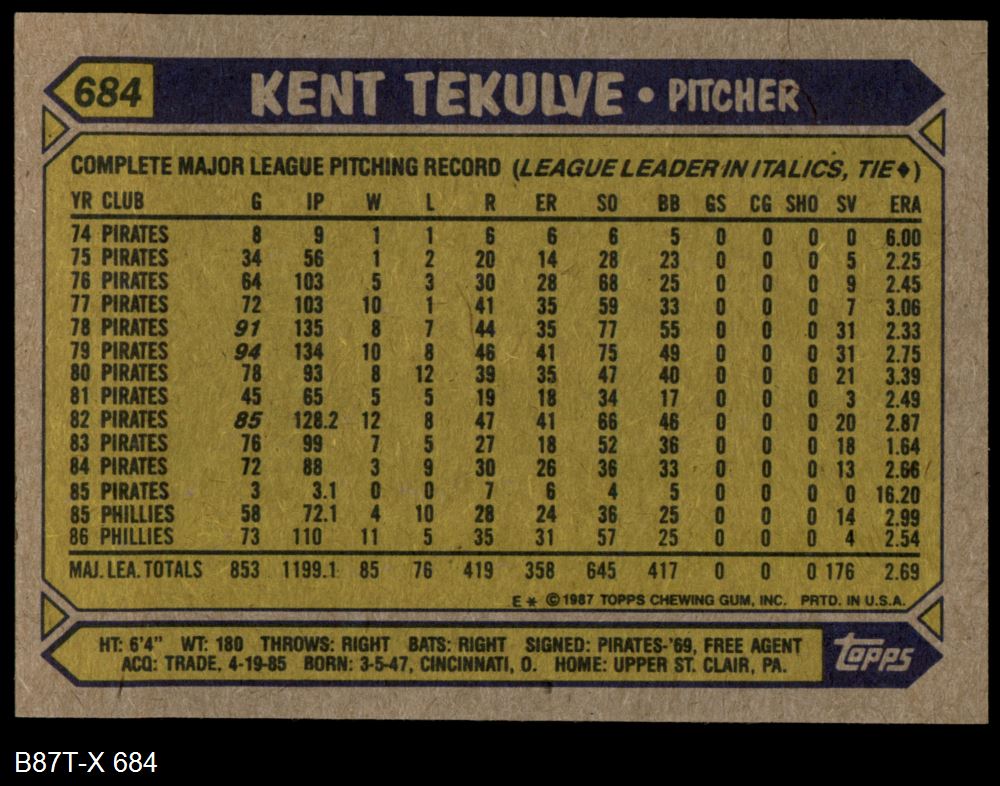 684 KENT TEKULVE • PITCHER
COMPLETE MAJOR LEAGUE PITCHING RECORD (LEAGUE LEADER IN ITALICS, TIE♦)
YR CLUB G IP W L R ER SO BB GS CG SHO SV ERA
74 PIRATES 8 9 1 1 6 6 6 5 0 0 0 0 6.00
75 PIRATES 34 56 1 2 20 14 28 23 0 0 0 5 2.25
76 PIRATES 64 103 5 3 30 28 68 25 0 0 0 9 2.45
77 PIRATES 72 103 10 1 41 35 59 33 0 0 0 7 3.06
78 PIRATES 91 135 8 7 44 35 77 55 0 0 0 31 2.33
79 PIRATES 94 134 10 8 46 41 75 49 0 0 0 31 2.75
80 PIRATES 78 93 8 12 39 35 47 40 0 0 0 21 3.39
81 PIRATES 45 65 5 5 19 18 34 17 0 0 0 3 2.49
82 PIRATES 85 128.2 12 8 47 41 66 46 0 0 0 20 2.87
83 PIRATES 76 99 7 5 27 18 52 36 0 0 0 18 1.64
84 PIRATES 72 88 3 9 30 26 36 33 0 0 0 13 2.66
85 PIRATES 3 3.1 0 0 7 6 4 5 0 0 0 0 16.20
85 PHILLIES 58 72.1 4 10 28 24 36 25 0 0 0 14 2.99
86 PHILLIES 73 110 11 5 35 31 57 25 0 0 0 4 2.54
MAJ. LEA. TOTALS 853 1199.1 85 76 419 358 645 417 0 0 0 176 2.69
E * ©1987 TOPPS CHEWING GUM, INC. PRTD. IN U.S.A.
HT: 6'4" WT: 180 THROWS: RIGHT BATS: RIGHT SIGNED: PIRATES-'69, FREE AGENT
ACQ: TRADE, 4-19-85 BORN: 3-5-47, CINCINNATI, O. HOME: UPPER ST. CLAIR, PA.
Topps
B87T-X 684